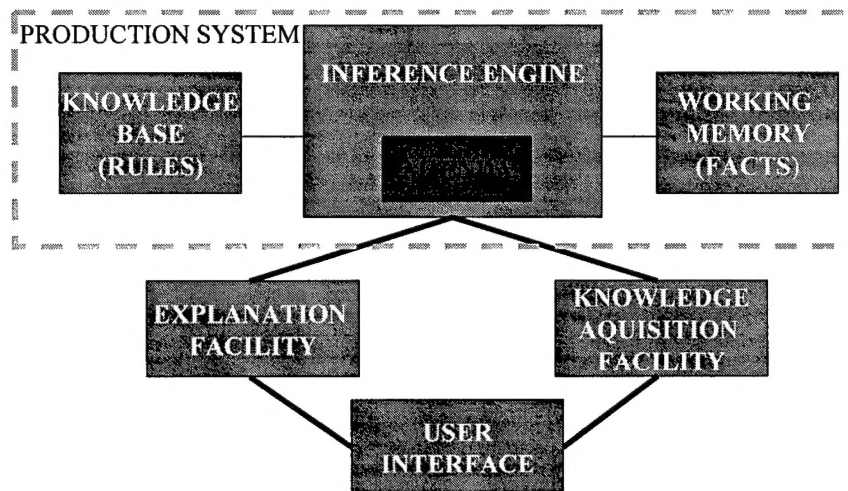 PRODUCTION SYSTEM
INFERENCE ENGINE
KNOWLEDGE
BASE
(RULES)
WORKING
MEMORY
(FACTS)
EXPLANATION
FACILITY
KNOWLEDGE
AQUISITION
FACILITY
USER
INTERFACE